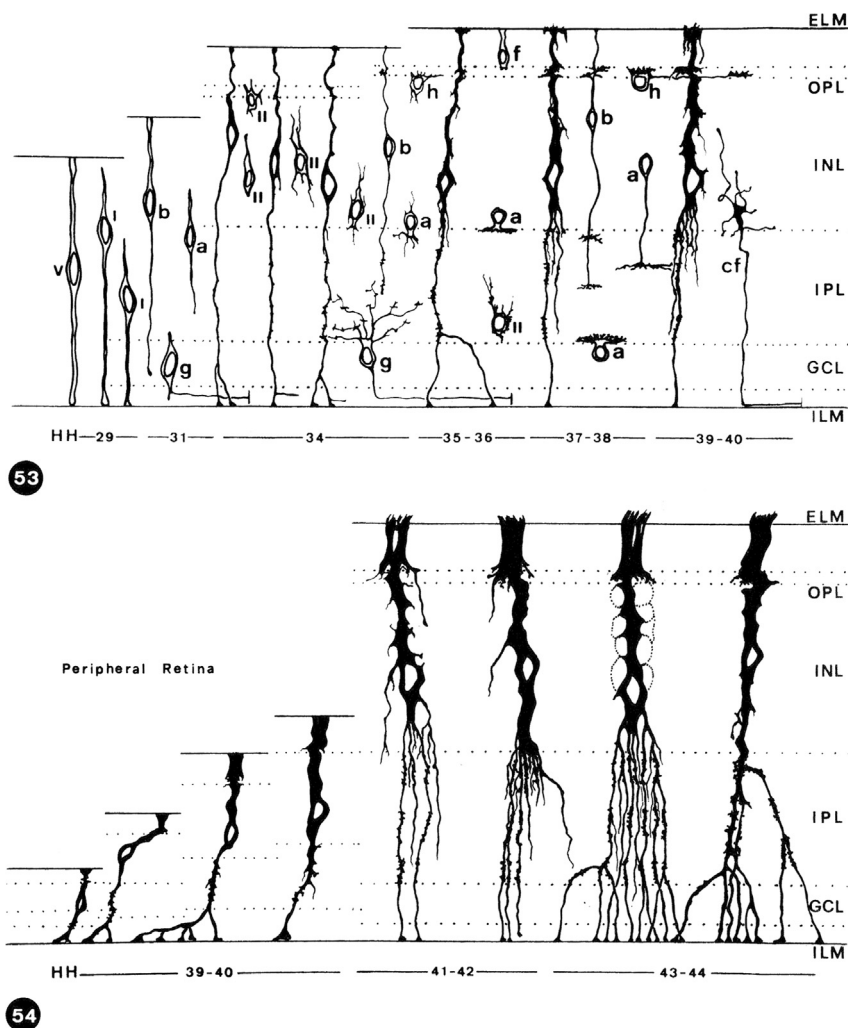 ELM
OPL
INL
IPL
GCL
ILM
v
ı
ı
b
a
g
II
II
II
II
b
g
h
a
f
a
II
b
a
h
a
cf
HH—29— —31— —34— —35-36— —37-38— —39-40—
53
ELM
OPL
INL
IPL
GCL
ILM
Peripheral Retina
HH— 39-40 —41-42— —43-44—
54